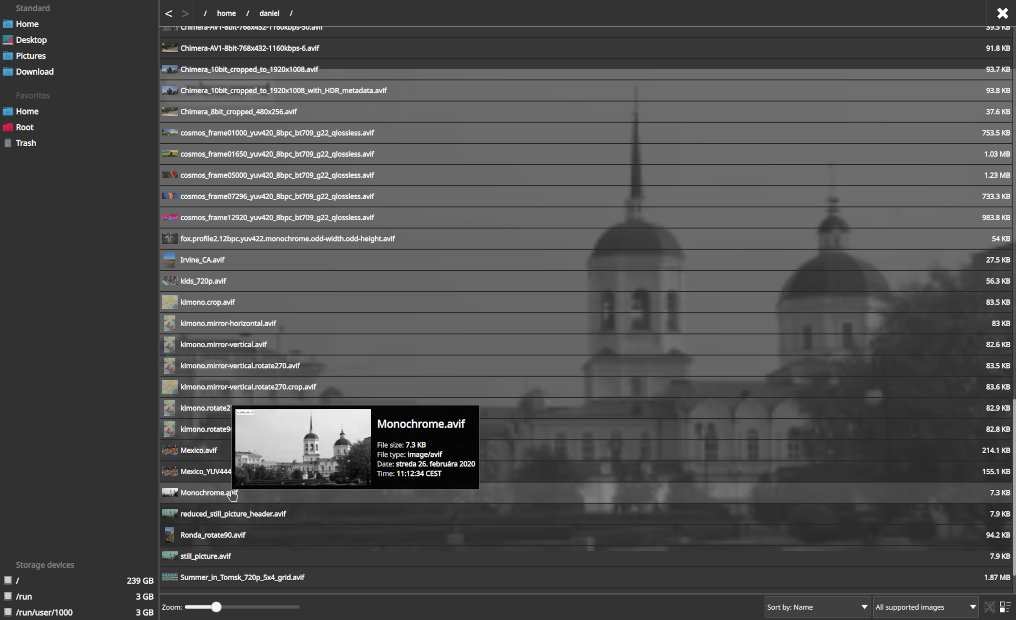 Standard
Home
Desktop
Pictures
Download
Favorites
Home
Root
Trash
Storage devices
/ 239 GB
/run 3 GB
/run/user/1000 3 GB
< > / home / daniel /
Chimera-AV1-8bit-768x432-1160kbps-6.avif 91.8 KB
Chimera_10bit_cropped_to_1920x1008.avif 93.7 KB
Chimera_10bit_cropped_to_1920x1008_with_HDR_metadata.avif 93.8 KB
Chimera_8bit_cropped_480x256.avif 37.6 KB
cosmos_frame01000_yuv420_8bpc_bt709_g22_qlossless.avif 753.5 KB
cosmos_frame01650_yuv420_8bpc_bt709_g22_qlossless.avif 1.03 MB
cosmos_frame05000_yuv420_8bpc_bt709_g22_qlossless.avif 1.23 MB
cosmos_frame07296_yuv420_8bpc_bt709_g22_qlossless.avif 733.3 KB
cosmos_frame12920_yuv420_8bpc_bt709_g22_qlossless.avif 983.8 KB
fox.profile2.12bpc.yuv422.monochrome.odd-width.odd-height.avif 54 KB
Irvine_CA.avif 27.5 KB
kids_720p.avif 56.3 KB
kimono.crop.avif 83.5 KB
kimono.mirror-horizontal.avif 83 KB
kimono.mirror-vertical.avif 82.6 KB
kimono.mirror-vertical.rotate270.avif 83.5 KB
kimono.mirror-vertical.rotate270.crop.avif 83.6 KB
kimono.rotate2 82.9 KB
kimono.rotate9 82.8 KB
Mexico.avif 214.1 KB
Mexico_YUV444 155.1 KB
Monochrome.avif 7.3 KB
reduced_still_picture_header.avif 7.9 KB
Ronda_rotate90.avif 94.2 KB
still_picture.avif 7.9 KB
Summer_in_Tomsk_720p_5x4_grid.avif 1.87 MB
Monochrome.avif
File size: 7.3 KB
File type: image/avif
Date: streda 26. februára 2020
Time: 11:12:34 CEST
Zoom: Sort by: Name All supported images